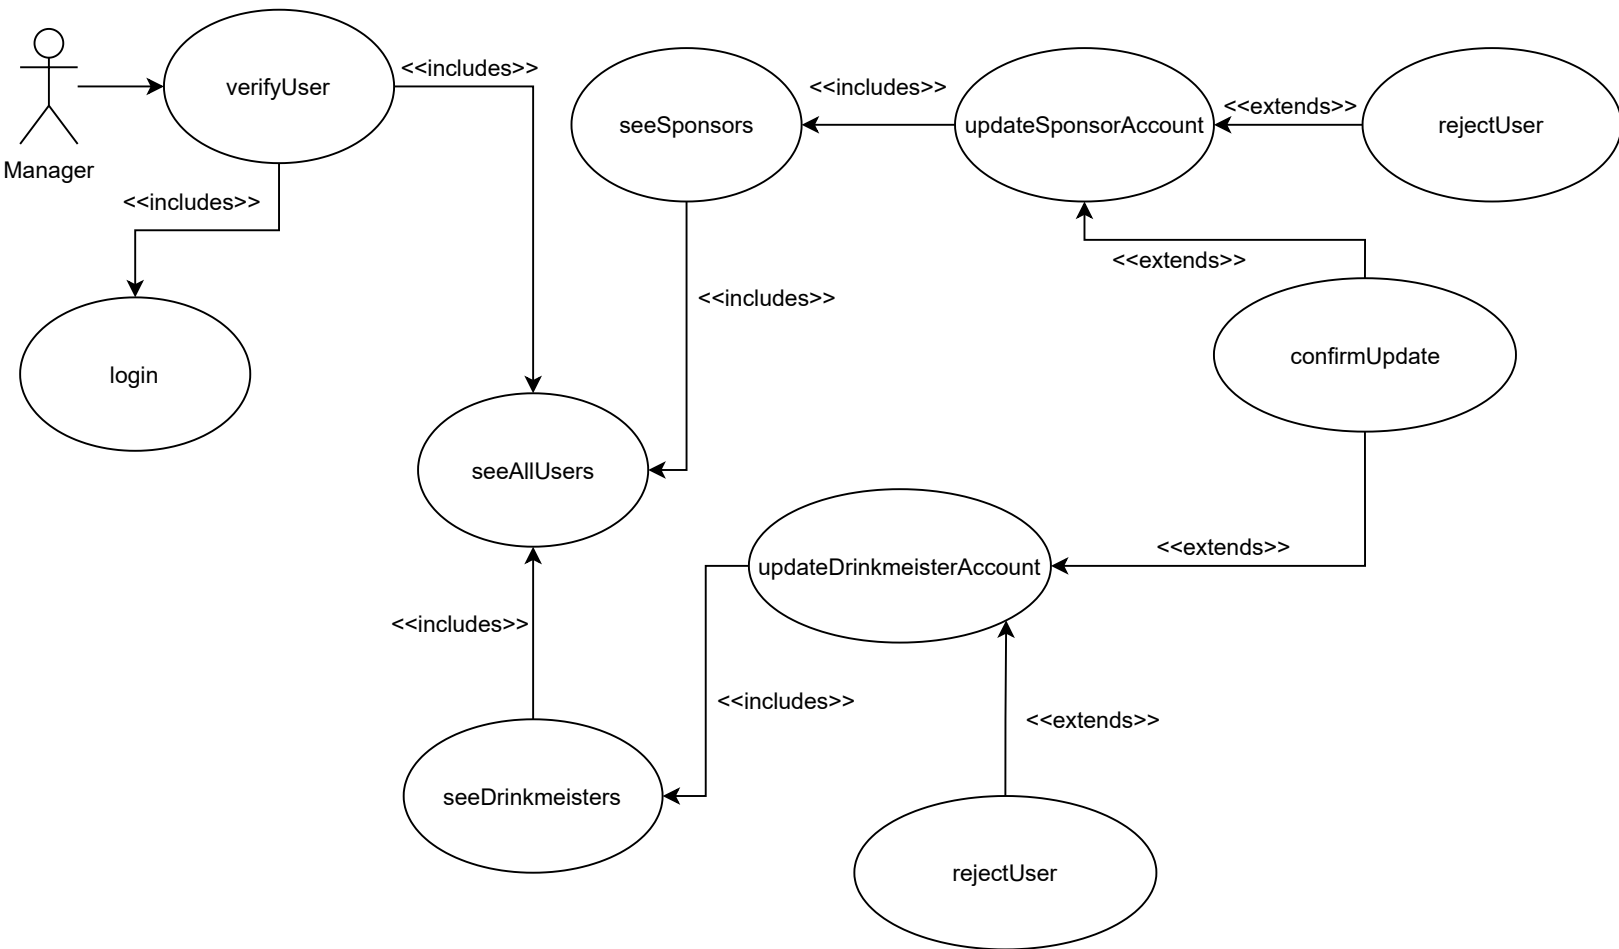 <<includes>>
verifyUser
<<includes>>
seeSponsors
updateSponsorAccount
<<extends>>
rejectUser
Manager
<<includes>>
<<extends>>
<<includes>>
confirmUpdate
login
seeAllUsers
<<extends>>
updateDrinkmeisterAccount
<<includes>>
<<includes>>
<<extends>>
seeDrinkmeisters
rejectUser